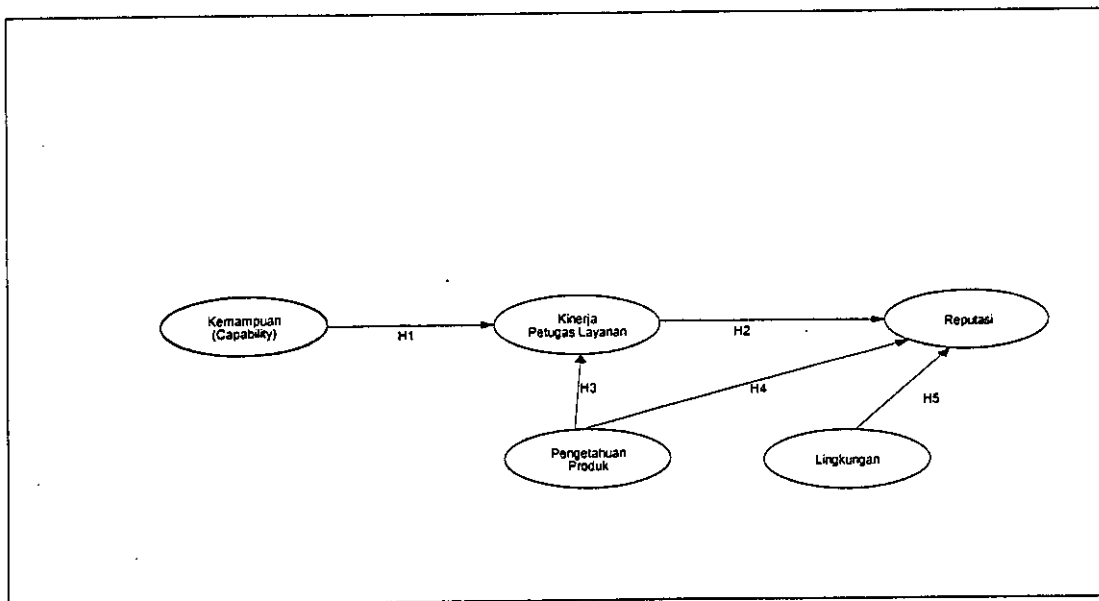 Kemampuan
(Capability)
H1
Kinerja
Petugas Layanan
H2
Reputasi
H3
H4
H5
Pengetahuan
Produk
Lingkungan